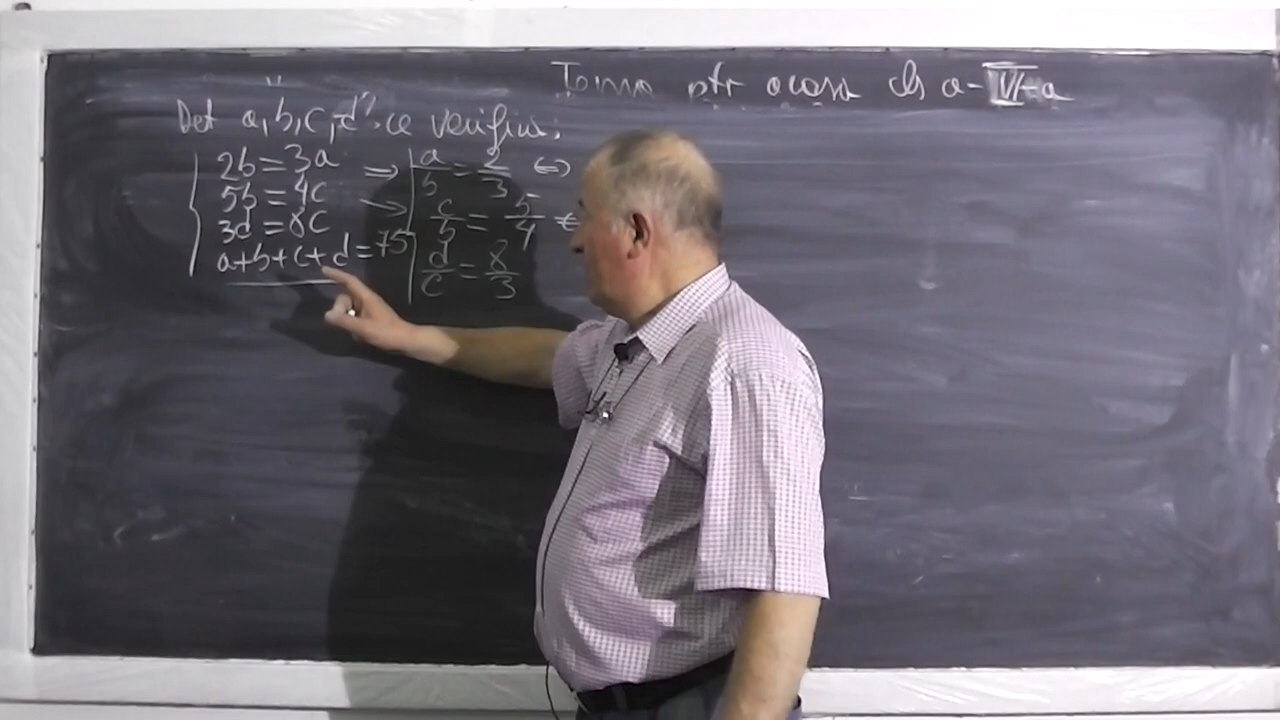 Tema ptr acasa cls a-VI-a
Det a,b,c,d ce verifica:
2b=3a => a/b = 2/3 <=>
5b=4c => c/b = 5/4
3d=8c d/c = 8/3
a+b+c+d=75